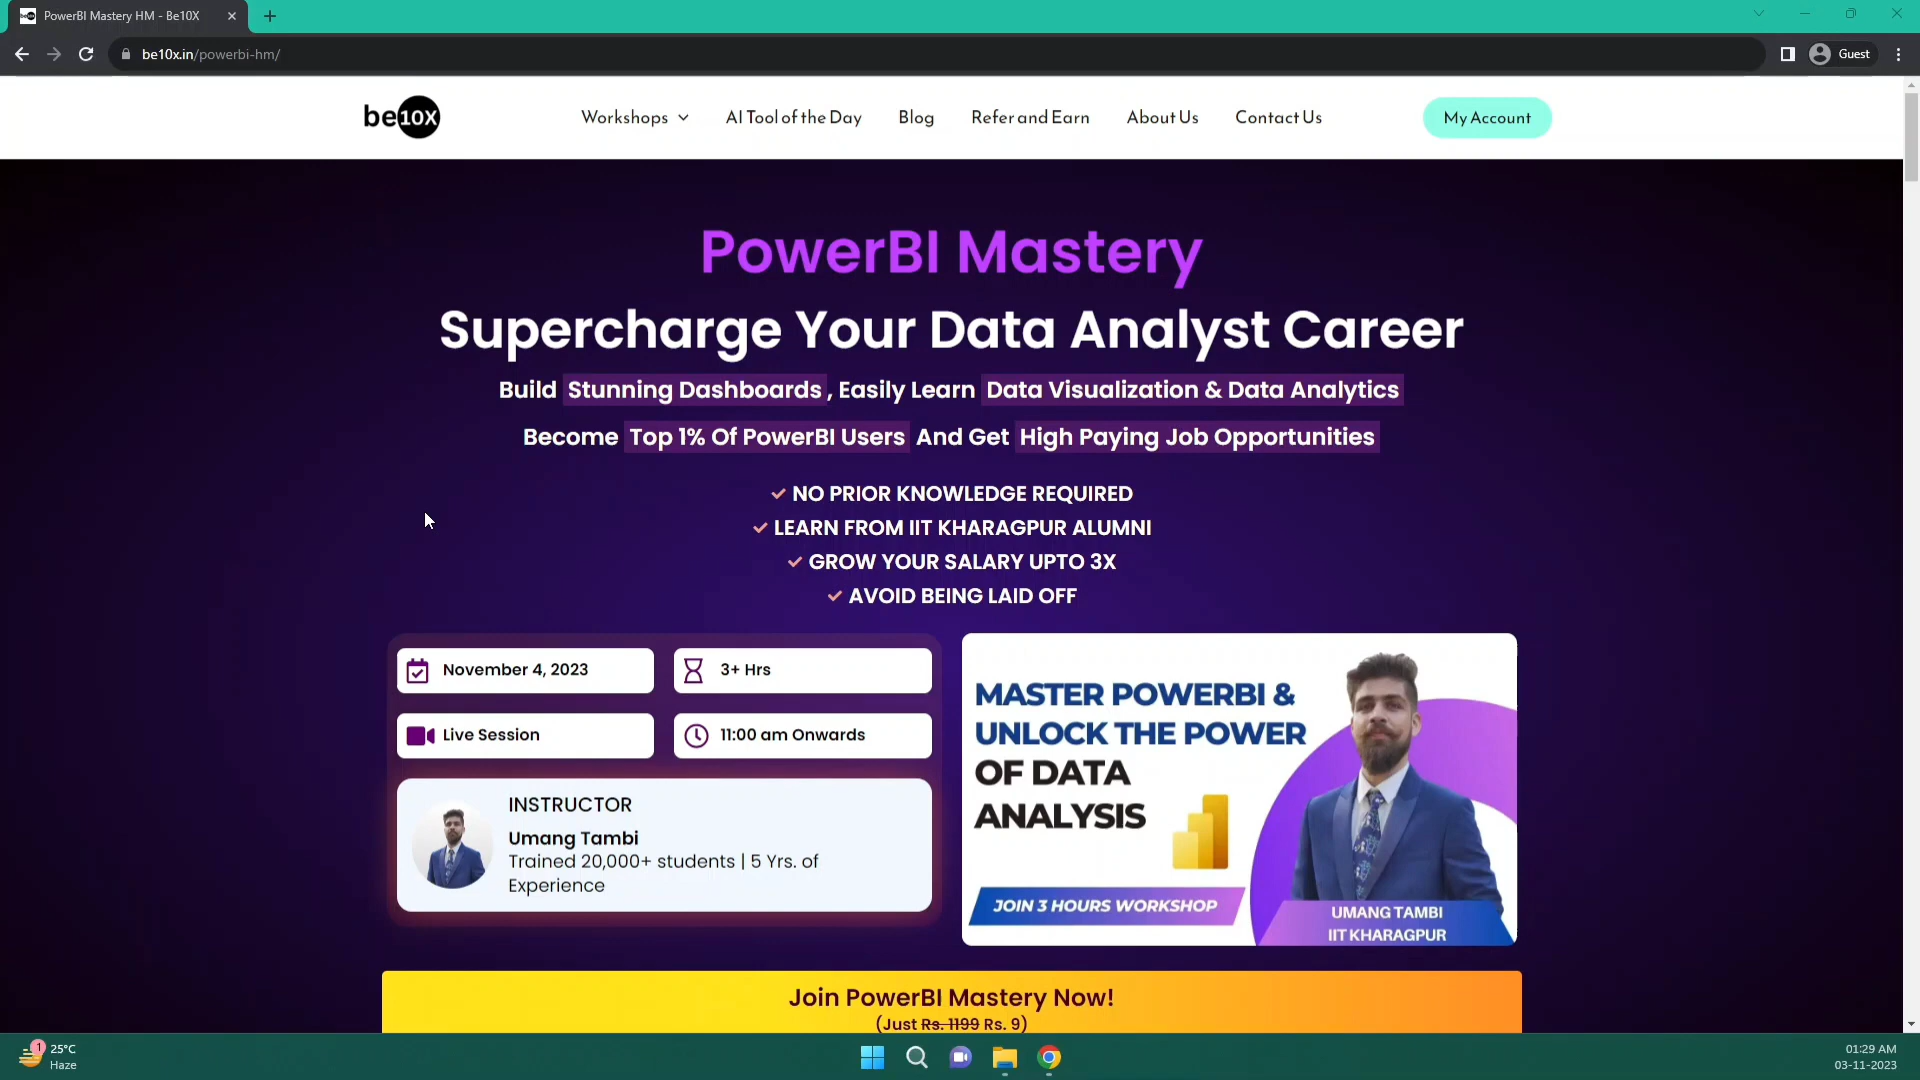 PowerBI Mastery HM - Be10X
be10x.in/powerbi-hm/
Guest
be10X
Workshops
AI Tool of the Day
Blog
Refer and Earn
About Us
Contact Us
My Account
PowerBI Mastery
Supercharge Your Data Analyst Career
Build Stunning Dashboards , Easily Learn Data Visualization & Data Analytics
Become Top 1% Of PowerBI Users And Get High Paying Job Opportunities
NO PRIOR KNOWLEDGE REQUIRED
LEARN FROM IIT KHARAGPUR ALUMNI
GROW YOUR SALARY UPTO 3X
AVOID BEING LAID OFF
November 4, 2023
3+ Hrs
Live Session
11:00 am Onwards
INSTRUCTOR
Umang Tambi
Trained 20,000+ students | 5 Yrs. of
Experience
MASTER POWERBI &
UNLOCK THE POWER
OF DATA
ANALYSIS
JOIN 3 HOURS WORKSHOP
UMANG TAMBI
IIT KHARAGPUR
Join PowerBI Mastery Now!
(Just Rs. 1199 Rs. 9)
1
25°C
Haze
01:29 AM
03-11-2023